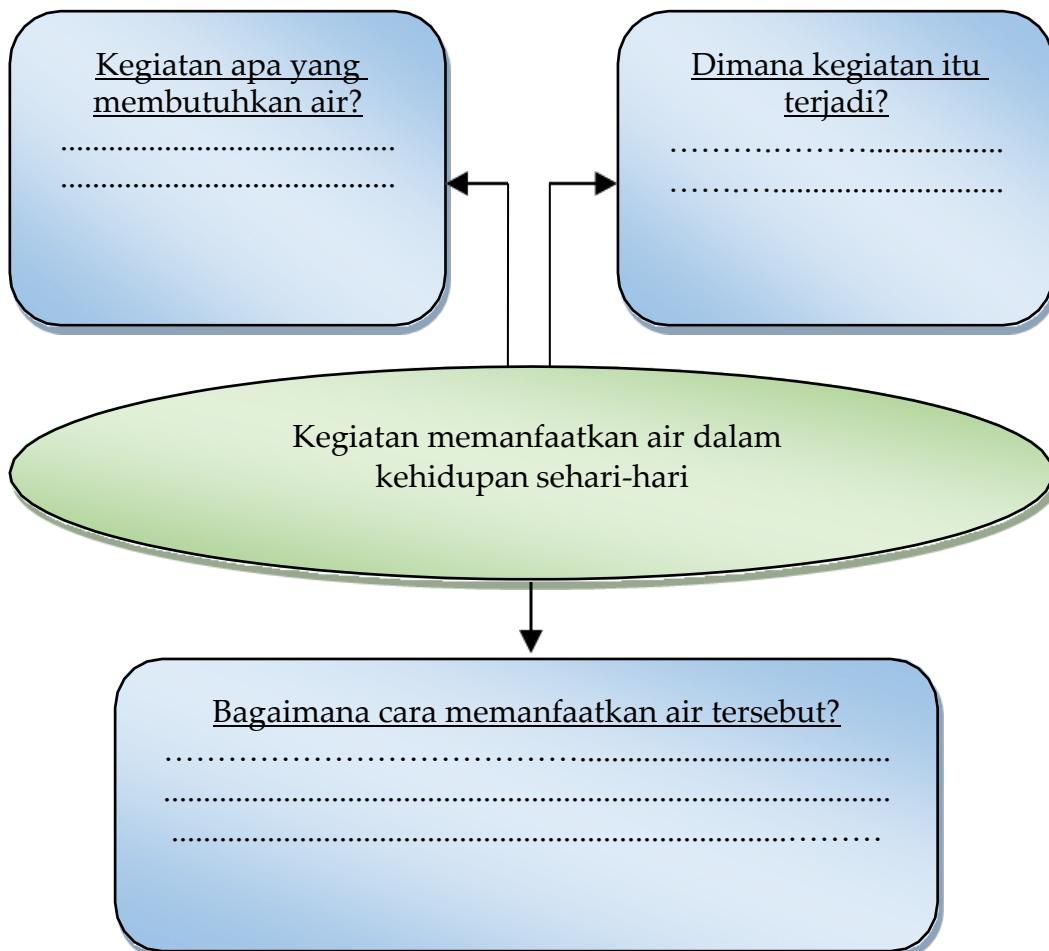 Kegiatan apa yang
membutuhkan air?
..........................................
..........................................
Dimana kegiatan itu
terjadi?
……………………................
…………............................
Kegiatan memanfaatkan air dalam
kehidupan sehari-hari
Bagaimana cara memanfaatkan air tersebut?
…………………………………….......................................
...........................................................................................
..............................................................................………